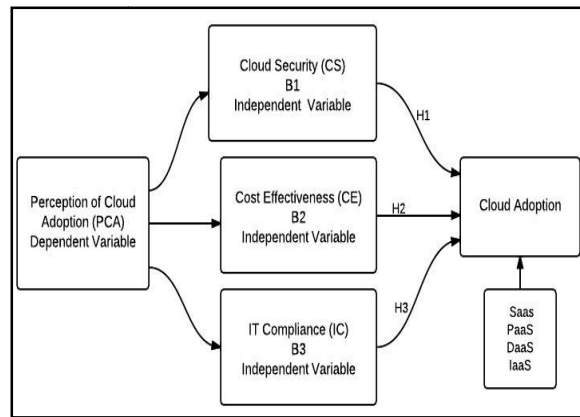 Cloud Security (CS)
B1
Independent Variable
H1
Perception of Cloud
Adoption (PCA)
Dependent Variable
Cost Effectiveness (CE)
B2
Independent Variable
H2
Cloud Adoption
IT Compliance (IC)
B3
Independent Variable
H3
Saas
PaaS
DaaS
IaaS